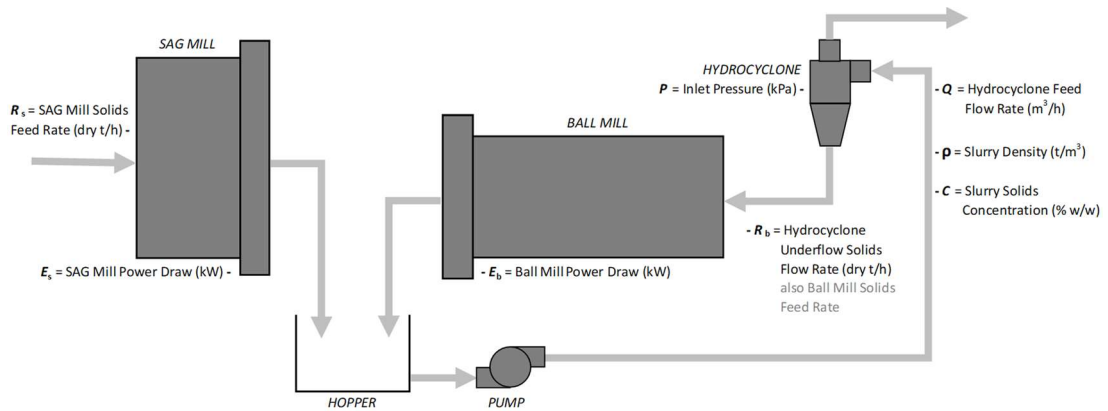 SAG MILL
R s = SAG Mill Solids
Feed Rate (dry t/h) -
E s = SAG Mill Power Draw (kW) -
BALL MILL
- E b = Ball Mill Power Draw (kW)
HYDROCYCLONE
P = Inlet Pressure (kPa) -
- Q = Hydrocyclone Feed
Flow Rate (m³/h)
- ρ = Slurry Density (t/m³)
- C = Slurry Solids
Concentration (% w/w)
- R b = Hydrocyclone
Underflow Solids
Flow Rate (dry t/h)
also Ball Mill Solids
Feed Rate
HOPPER
PUMP